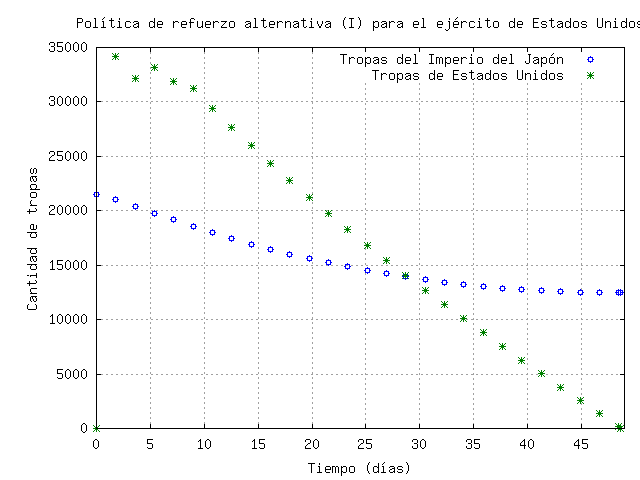 Política de refuerzo alternativa (I) para el ejército de Estados Unidos
Tropas del Imperio del Japón
Tropas de Estados Unidos
35000
30000
25000
20000
15000
10000
5000
0
Cantidad de tropas
0 5 10 15 20 25 30 35 40 45
Tiempo (días)